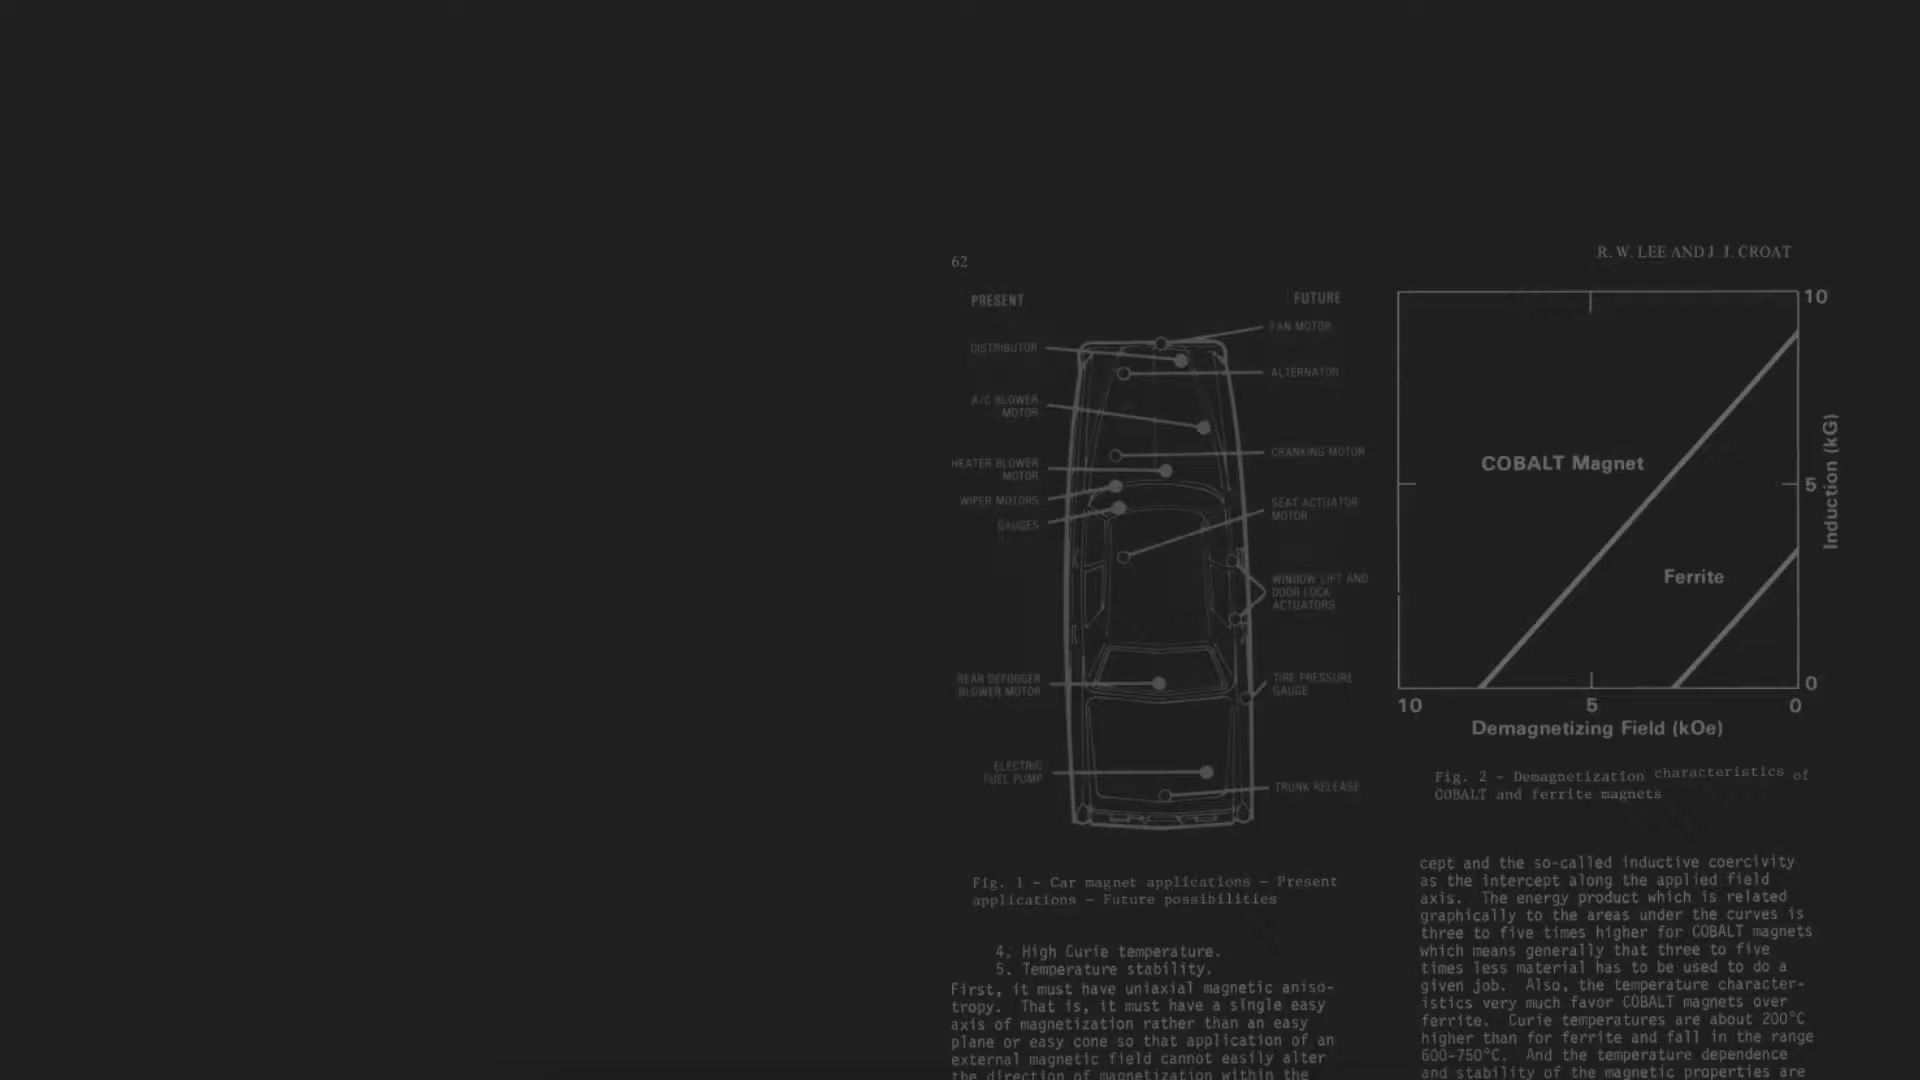 62
R. W. LEE AND J. J. CROAT
PRESENT
FUTURE
FAN MOTOR
DISTRIBUTOR
ALTERNATOR
A/C BLOWER
MOTOR
CRANKING MOTOR
HEATER BLOWER
MOTOR
WIPER MOTORS
SEAT ACTUATOR
MOTOR
GAUGES
WINDOW LIFT AND
DOOR LOCK
ACTUATORS
REAR DEFOGGER
BLOWER MOTOR
TIRE PRESSURE
GAUGE
ELECTRIC
FUEL PUMP
TRUNK RELEASE
Fig. 1 - Car magnet applications — Present
applications — Future possibilities
4. High Curie temperature.
5. Temperature stability.
First, it must have uniaxial magnetic aniso-
tropy. That is, it must have a single easy
axis of magnetization rather than an easy
plane or easy cone so that application of an
external magnetic field cannot easily alter
the direction of magnetization within the
10
COBALT Magnet
5
Induction (kG)
Ferrite
0
10 5 0
Demagnetizing Field (kOe)
Fig. 2 - Demagnetization characteristics of
COBALT and ferrite magnets
cept and the so-called inductive coercivity
as the intercept along the applied field
axis. The energy product which is related
graphically to the areas under the curves is
three to five times higher for COBALT magnets
which means generally that three to five
times less material has to be used to do a
given job. Also, the temperature character-
istics very much favor COBALT magnets over
ferrite. Curie temperatures are about 200°C
higher than for ferrite and fall in the range
600-750°C. And the temperature dependence
and stability of the magnetic properties are